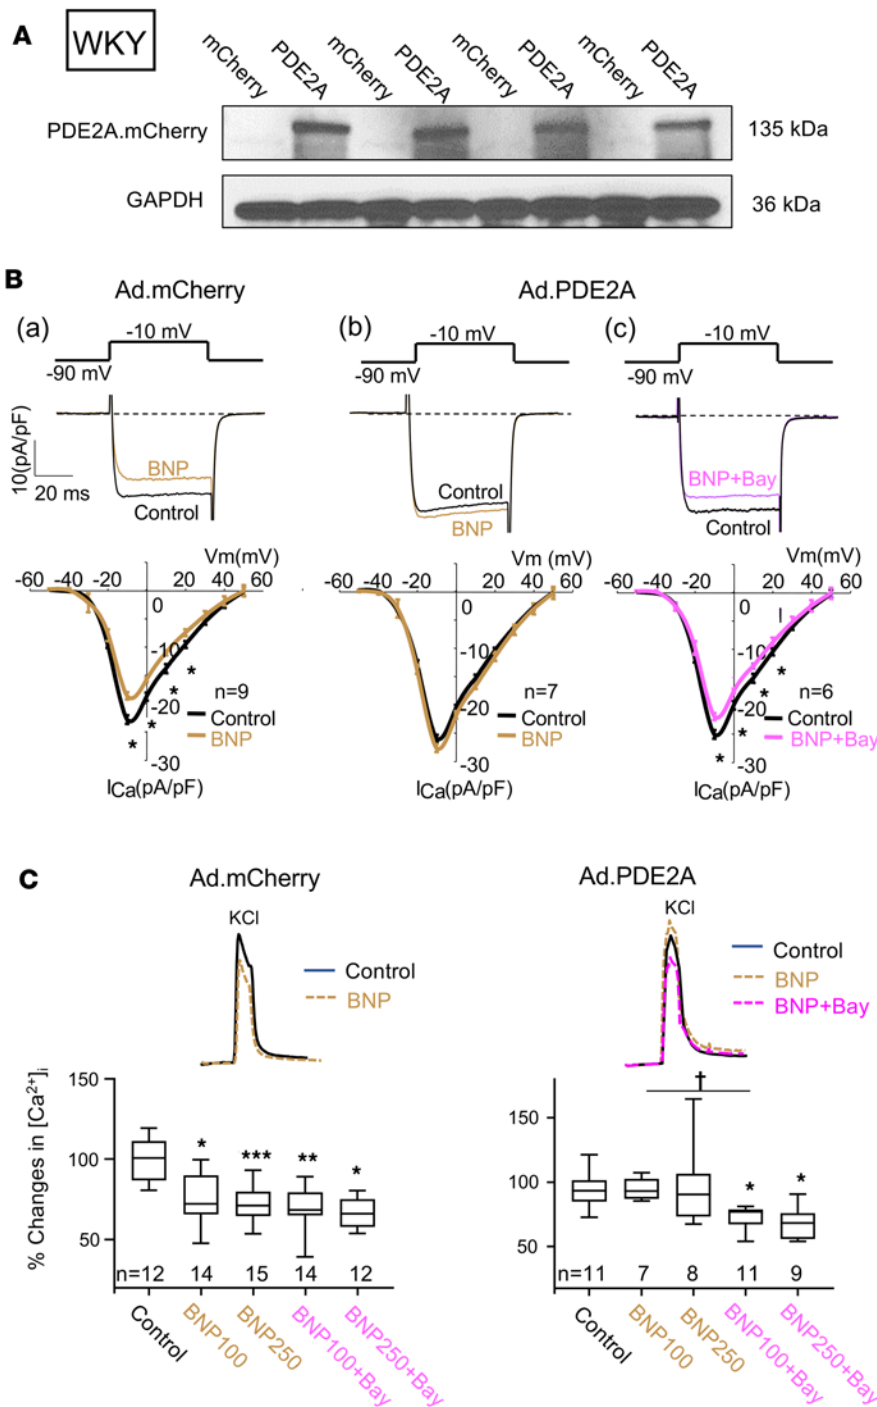 A
WKY
mCherry PDE2A mCherry PDE2A mCherry PDE2A mCherry PDE2A
PDE2A.mCherry 135 kDa
GAPDH 36 kDa
B
Ad.mCherry Ad.PDE2A
(a) (b) (c)
-10 mV -10 mV -10 mV
-90 mV -90 mV -90 mV
10(pA/pF)
20 ms
BNP
Control
Control
BNP
BNP+Bay
Control
Vm(mV) Vm (mV) Vm(mV)
-60 -40 -20 20 40 60 -60 -40 -20 20 40 60 -60 -40 -20 20 40 60
0 0 0
-10 -10 -10
* * * *
* * * *
n=9 n=7 n=6
-20 -20 -20
Control Control Control
BNP BNP BNP+Bay
-30 -30 -30
ICa(pA/pF) ICa(pA/pF) ICa(pA/pF)
C
Ad.mCherry Ad.PDE2A
KCl KCl
Control
BNP
Control
BNP
BNP+Bay
% Changes in [Ca²⁺]i
150
100
50
* *** ** *
n=12 14 15 14 12
Control BNP100 BNP250 BNP100+Bay BNP250+Bay
150
100
50
†
* *
n=11 7 8 11 9
Control BNP100 BNP250 BNP100+Bay BNP250+Bay